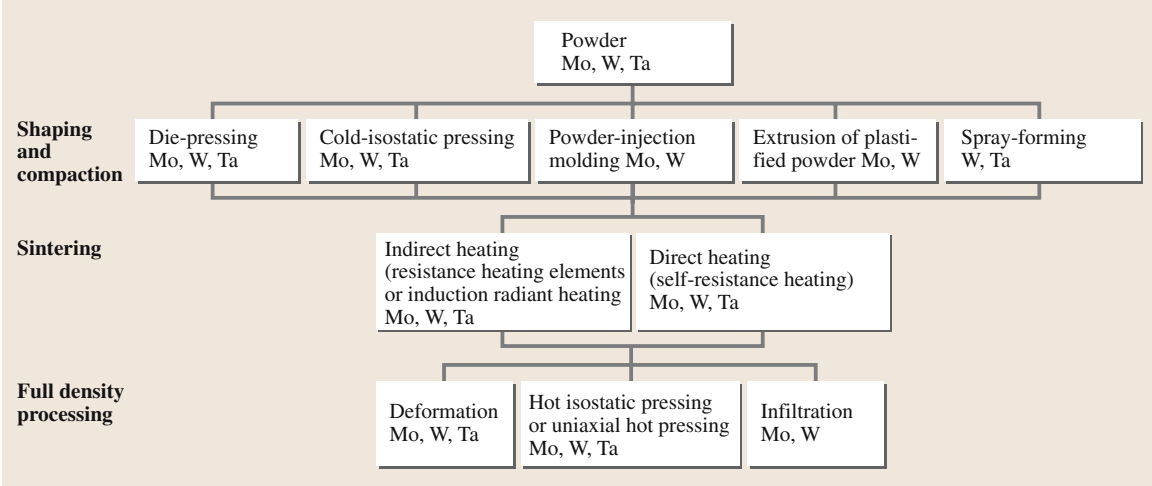 Powder
Mo, W, Ta
Shaping
and
compaction
Die-pressing
Mo, W, Ta
Cold-isostatic pressing
Mo, W, Ta
Powder-injection
molding Mo, W
Extrusion of plasti-
fied powder Mo, W
Spray-forming
W, Ta
Sintering
Indirect heating
(resistance heating elements
or induction radiant heating
Mo, W, Ta
Direct heating
(self-resistance heating)
Mo, W, Ta
Full density
processing
Deformation
Mo, W, Ta
Hot isostatic pressing
or uniaxial hot pressing
Mo, W, Ta
Infiltration
Mo, W